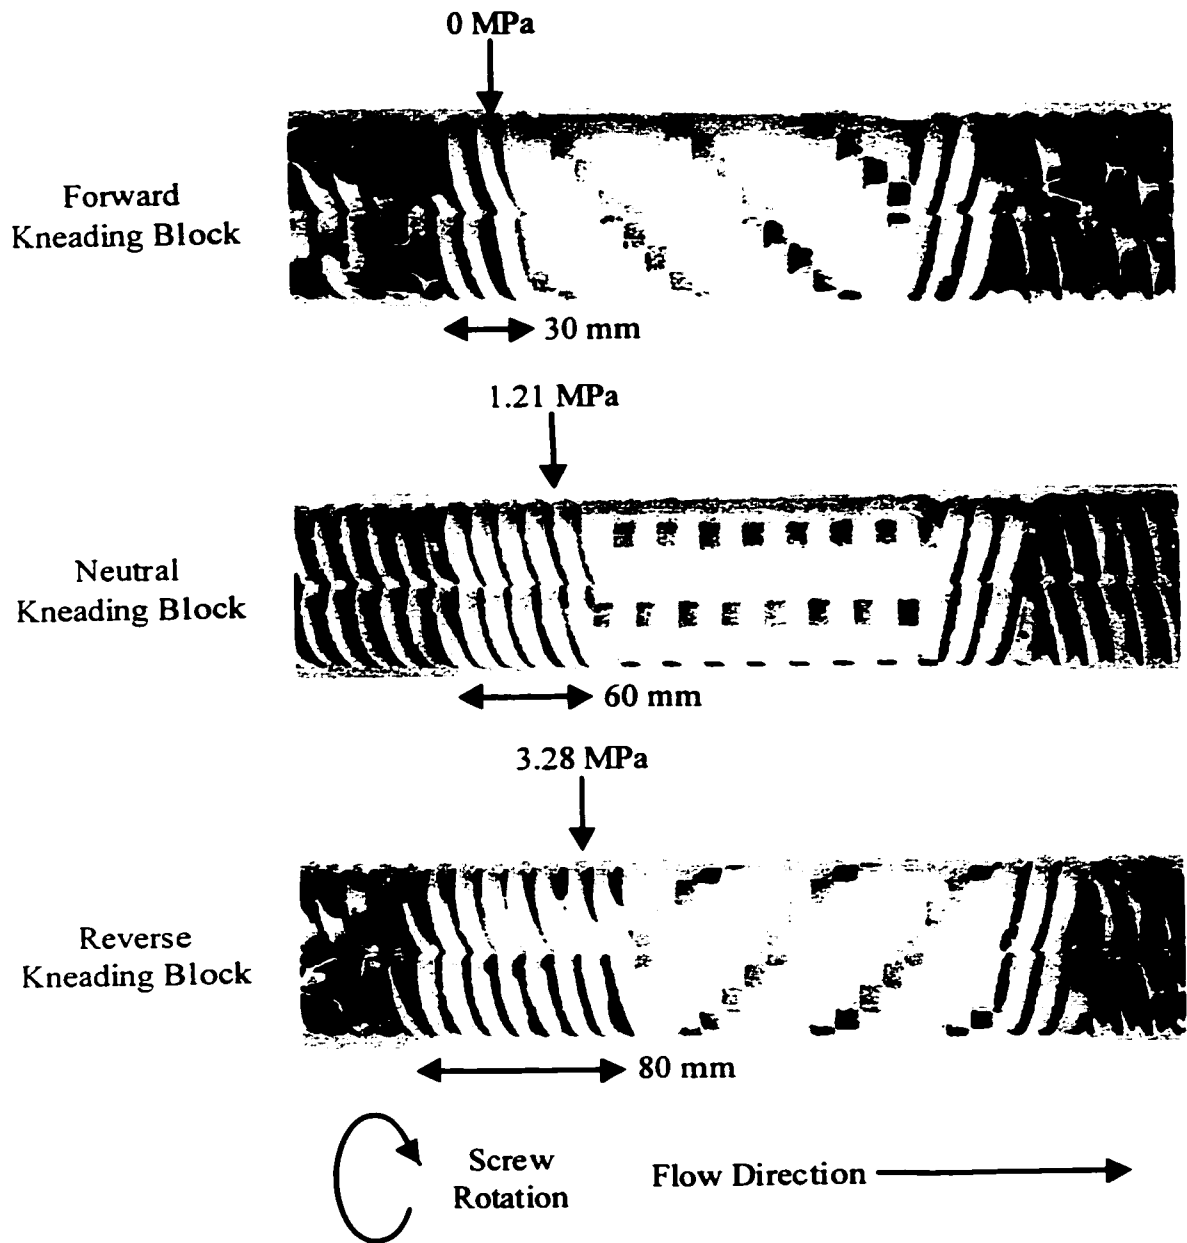 0 MPa
Forward
Kneading Block
30 mm
1.21 MPa
Neutral
Kneading Block
60 mm
3.28 MPa
Reverse
Kneading Block
80 mm
Screw
Rotation
Flow Direction